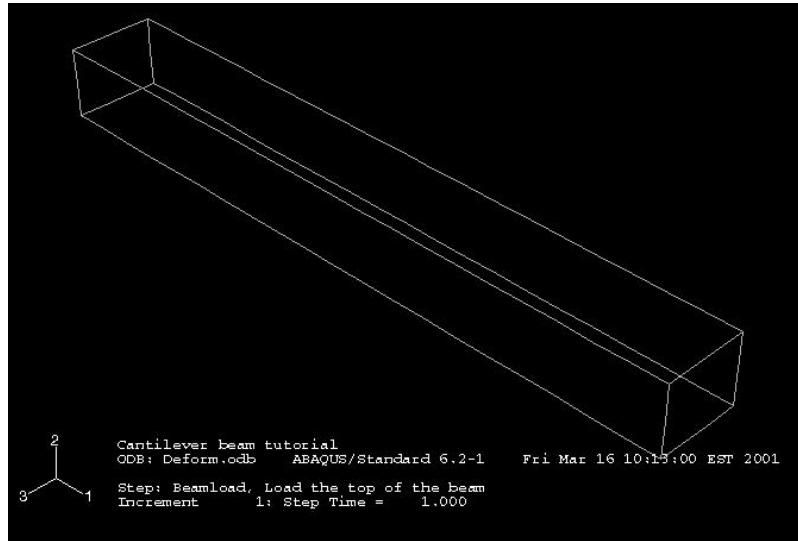 2
3
1
Cantilever beam tutorial
ODB: Deform.odb ABAQUS/Standard 6.2-1 Fri Mar 16 10:13:00 EST 2001
Step: Beamload, Load the top of the beam
Increment 1: Step Time = 1.000